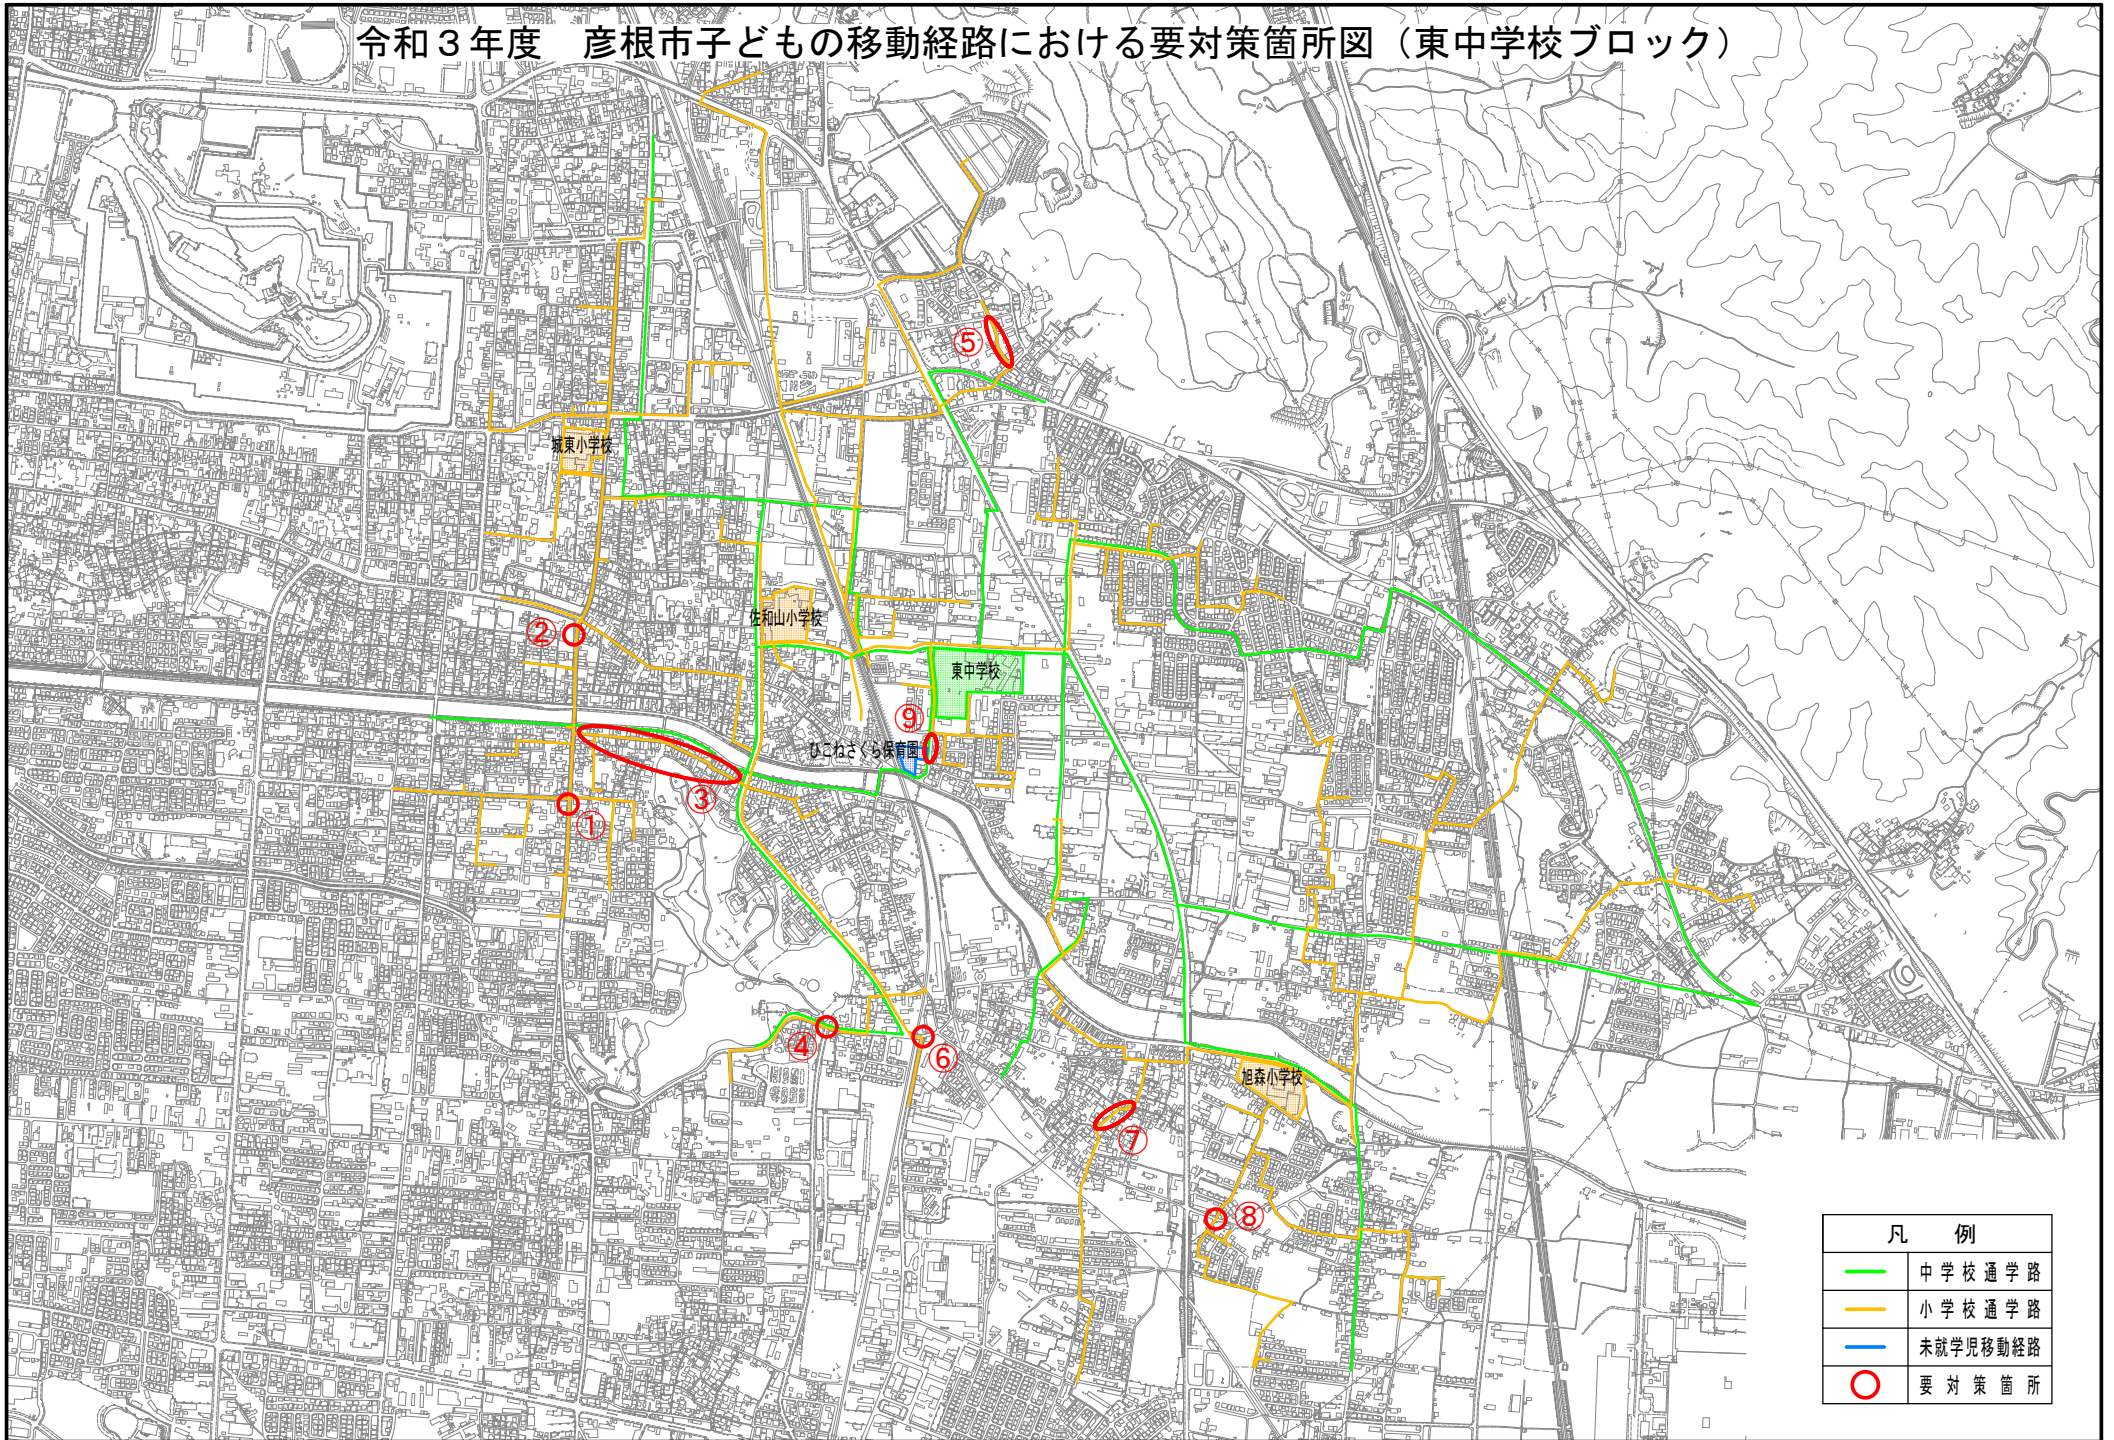 令和３年度　彦根市子どもの移動経路における要対策箇所図（東中学校ブロック）
⑤
城東小学校
佐和山小学校
②
東中学校
⑨
ひこねさくら保育園
③
①
④
⑥
旭森小学校
⑦
⑧
凡　例
中学校通学路
小学校通学路
未就学児移動経路
要対策箇所